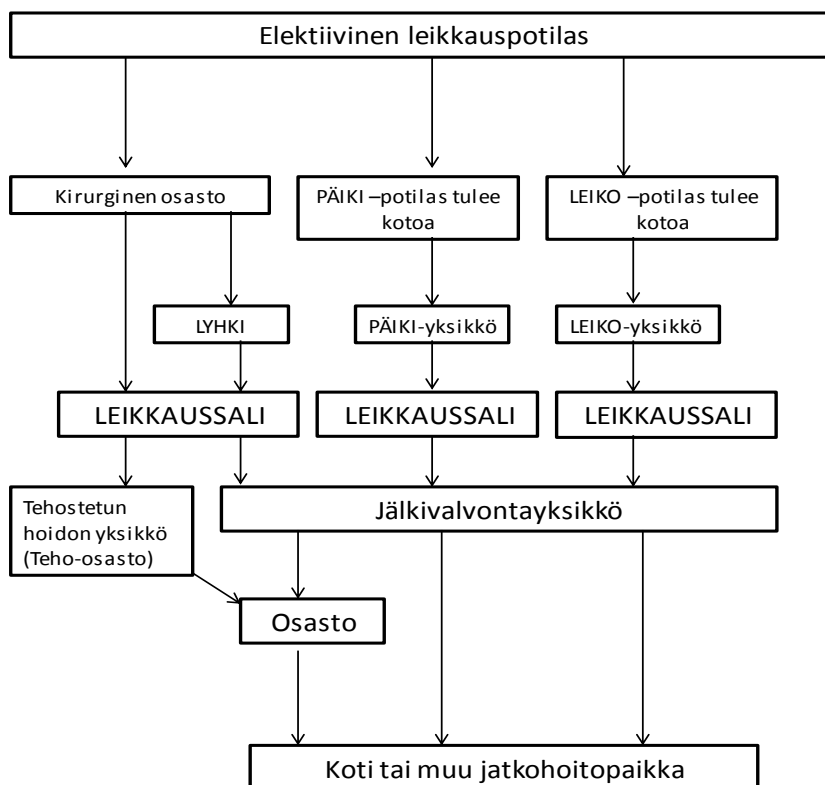 Elektiivinen leikkauspotilas
Kirurginen osasto
PÄIKI –potilas tulee
kotoa
LEIKO –potilas tulee
kotoa
LYHKI
PÄIKI-yksikkö
LEIKO-yksikkö
LEIKKAUSSALI
LEIKKAUSSALI
LEIKKAUSSALI
Tehostetun
hoidon yksikkö
(Teho-osasto)
Jälkivalvontayksikkö
Osasto
Koti tai muu jatkohoitopaikka